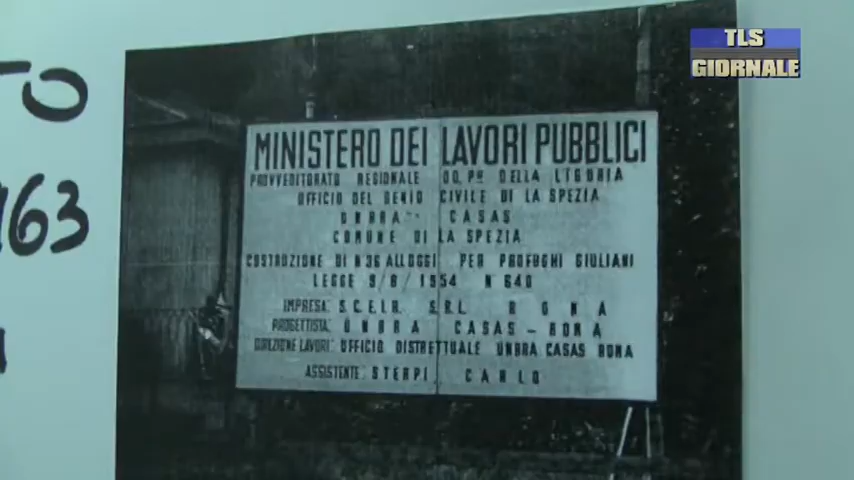 TLS
GIORNALE
TO
163
MINISTERO DEI LAVORI PUBBLICI
PROVVEDITORATO REGIONALE OO. PP. DELLA LIGURIA
UFFICIO DEL GENIO CIVILE DI LA SPEZIA
UNRRA - CASAS
COMUNE DI LA SPEZIA
COSTRUZIONE DI N 36 ALLOGGI PER PROFUGHI GIULIANI
LEGGE 9/8/1954 N 640
IMPRESA: S.C.E.I.R. S.R.L. ROMA
PROGETTISTA: UNRRA CASAS - ROMA
DIREZIONE LAVORI: UFFICIO DISTRETTUALE UNRRA CASAS ROMA
ASSISTENTE: STERPI CARLO